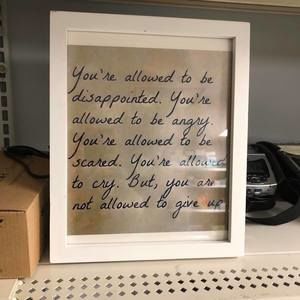 You're allowed to be
disappointed. You're
allowed to be angry.
You're allowed to be
scared. You're allowed
to cry. But, you are
not allowed to give up